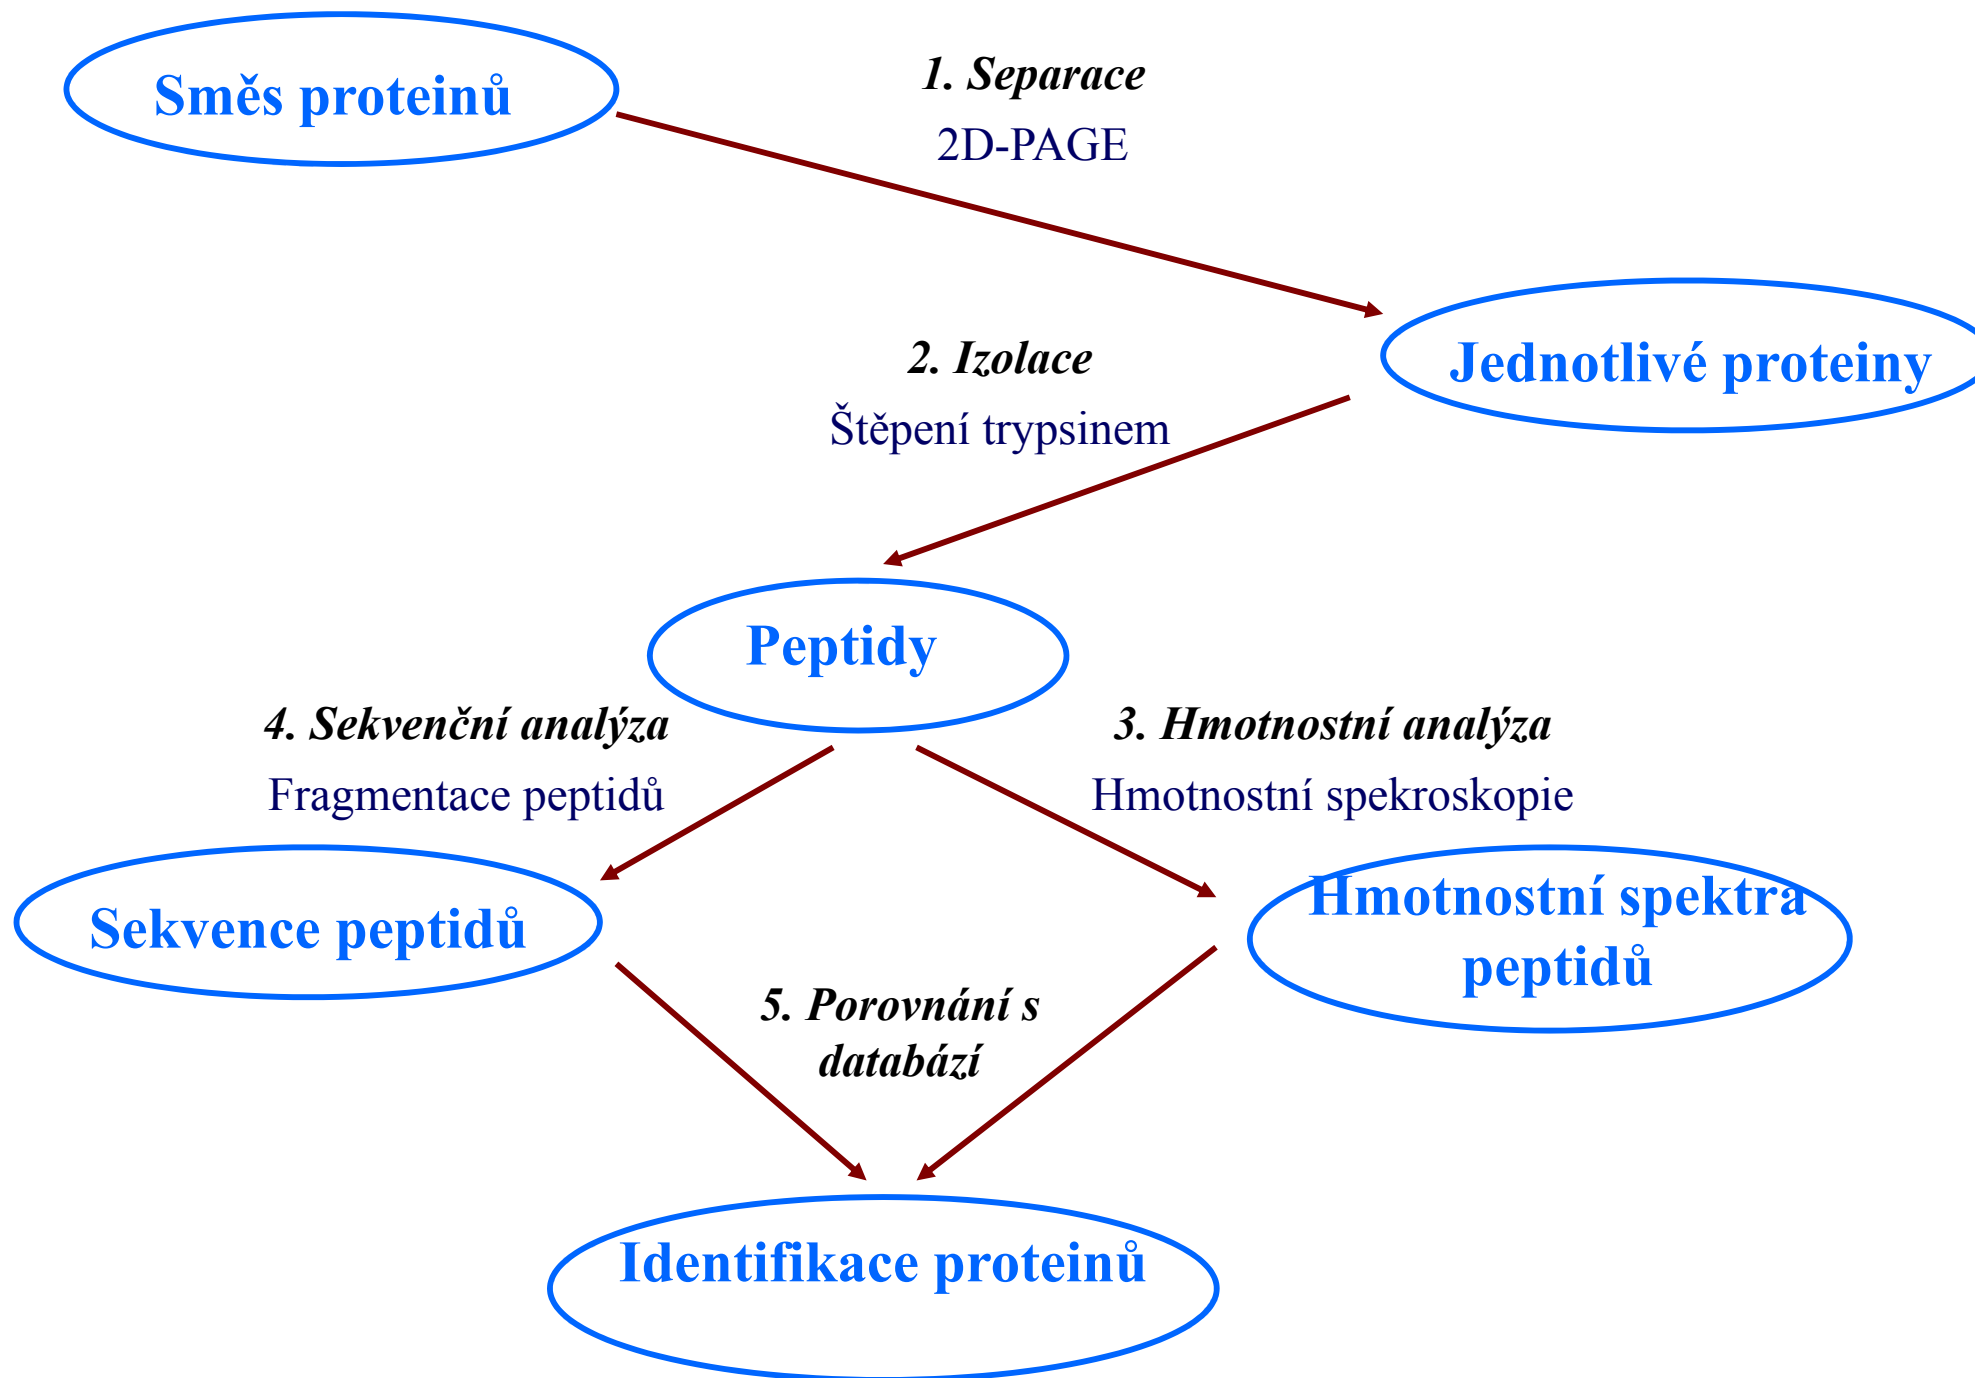 Směs proteinů
1. Separace
2D-PAGE
Jednotlivé proteiny
2. Izolace
Štěpení trypsinem
Peptidy
4. Sekvenční analýza
Fragmentace peptidů
3. Hmotnostní analýza
Hmotnostní spekroskopie
Sekvence peptidů
Hmotnostní spektra
peptidů
5. Porovnání s
databází
Identifikace proteinů